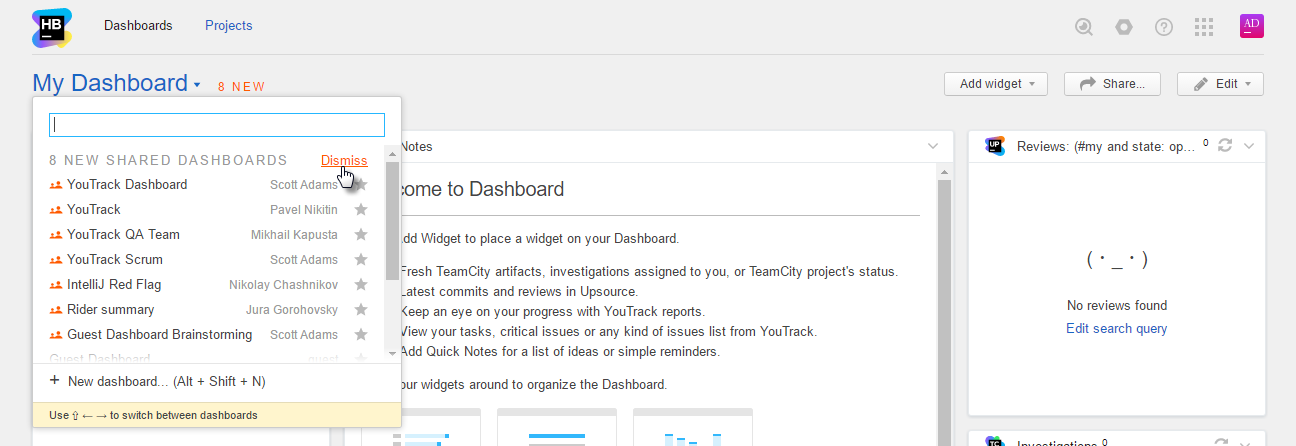 HB
Dashboards
Projects
AD
My Dashboard
8 NEW
Add widget
Share...
Edit
8 NEW SHARED DASHBOARDS
Dismiss
YouTrack Dashboard Scott Adams
YouTrack Pavel Nikitin
YouTrack QA Team Mikhail Kapusta
YouTrack Scrum Scott Adams
IntelliJ Red Flag Nikolay Chashnikov
Rider summary Jura Gorohovsky
Guest Dashboard Brainstorming Scott Adams
Guest Dashboard guest
+ New dashboard... (Alt + Shift + N)
Use ⇧ ← → to switch between dashboards
Notes
come to Dashboard
dd Widget to place a widget on your Dashboard.
Fresh TeamCity artifacts, investigations assigned to you, or TeamCity project's status.
Latest commits and reviews in Upsource.
Keep an eye on your progress with YouTrack reports.
View your tasks, critical issues or any kind of issues list from YouTrack.
Add Quick Notes for a list of ideas or simple reminders.
our widgets around to organize the Dashboard.
UP
Reviews: (#my and state: op... 0
( · _ · )
No reviews found
Edit search query
TC
Investigations 0